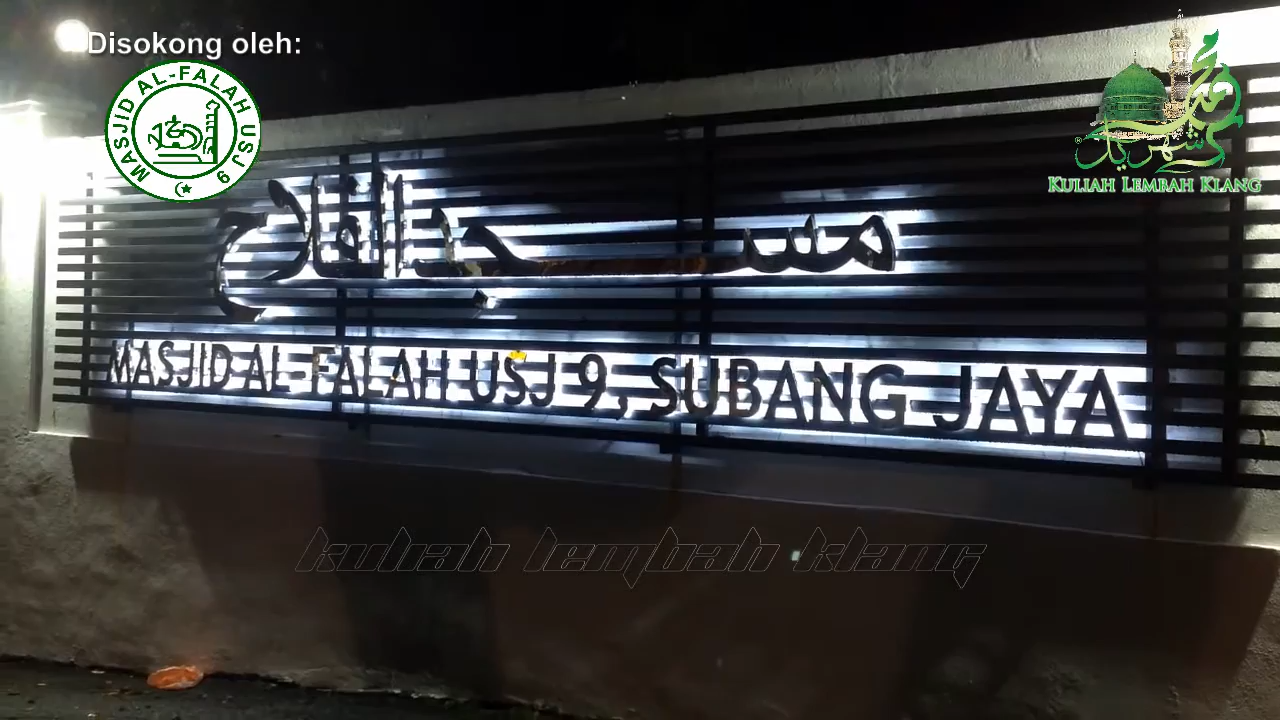 Disokong oleh:
MASJID AL-FALAH USJ 9
KULIAH LEMBAH KLANG
مسجد الفلاح
MASJID AL-FALAH USJ 9, SUBANG JAYA
kuliah lembah klang